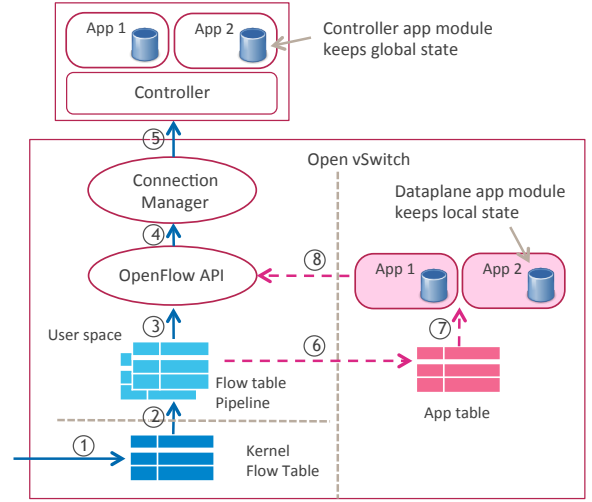 App 1
App 2
Controller app module
keeps global state
Controller
5
Open vSwitch
Connection
Manager
Dataplane app module
keeps local state
4
8
OpenFlow API
App 1
App 2
User space
3
6
7
Flow table
Pipeline
App table
2
1
Kernel
Flow Table